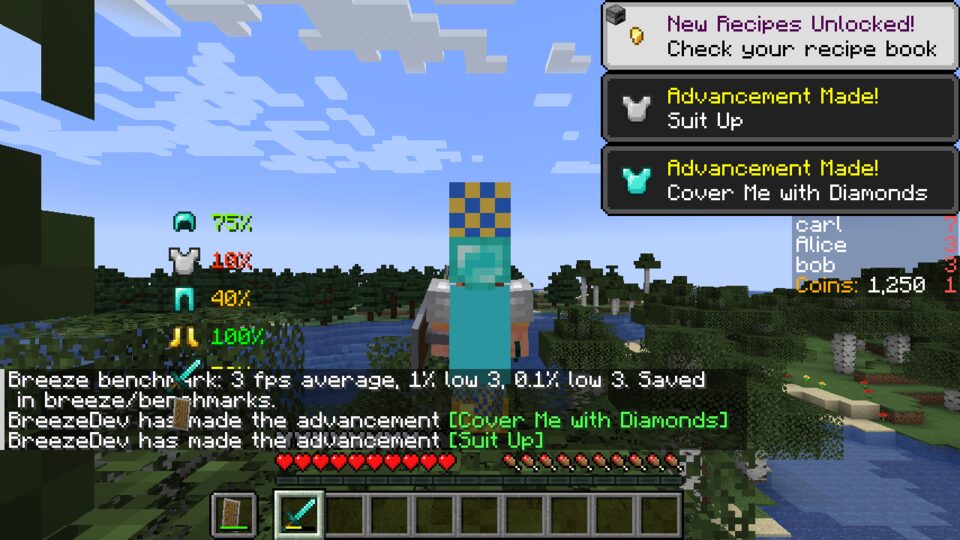 New Recipes Unlocked!
Check your recipe book
Advancement Made!
Suit Up
Advancement Made!
Cover Me with Diamonds
carl 7
Alice 3
bob 3
Coins: 1,250 1
75%
10%
40%
100%
Breeze benchmark: 3 fps average, 1% low 3, 0.1% low 3. Saved
in breeze/benchmarks.
BreezeDev has made the advancement [Cover Me with Diamonds]
BreezeDev has made the advancement [Suit Up]